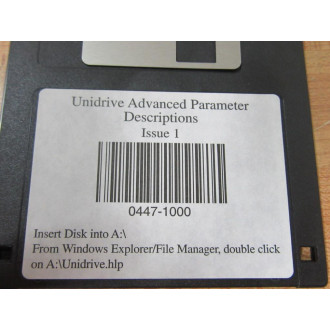 Unidrive Advanced Parameter
Descriptions
Issue 1
0447-1000
Insert Disk into A:\
From Windows Explorer/File Manager, double click
on A:\Unidrive.hlp